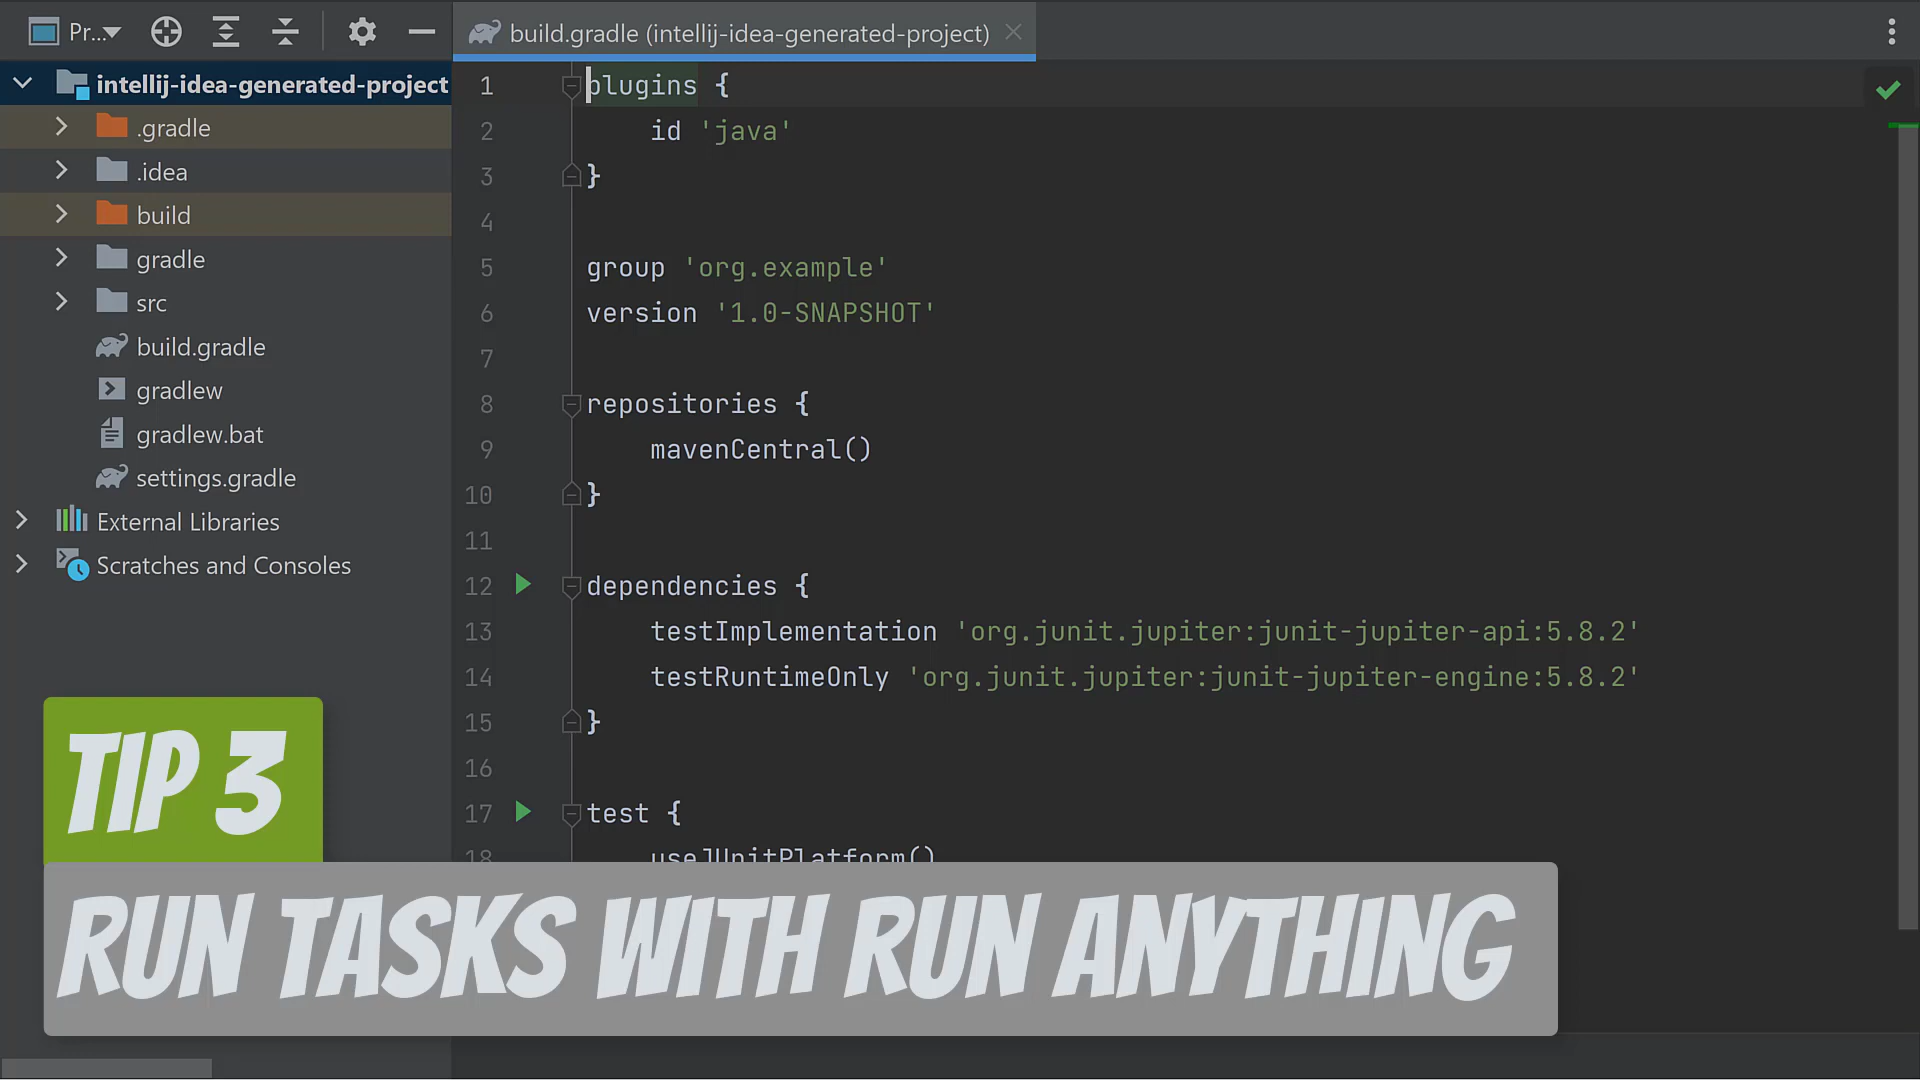 Pr...
build.gradle (intellij-idea-generated-project)
intellij-idea-generated-project
.gradle
.idea
build
gradle
src
build.gradle
gradlew
gradlew.bat
settings.gradle
External Libraries
Scratches and Consoles
1 plugins {
2 id 'java'
3 }
4
5 group 'org.example'
6 version '1.0-SNAPSHOT'
7
8 repositories {
9 mavenCentral()
10 }
11
12 dependencies {
13 testImplementation 'org.junit.jupiter:junit-jupiter-api:5.8.2'
14 testRuntimeOnly 'org.junit.jupiter:junit-jupiter-engine:5.8.2'
15 }
16
17 test {
18 useJUnitPlatform()
TIP 3
RUN TASKS WITH RUN ANYTHING